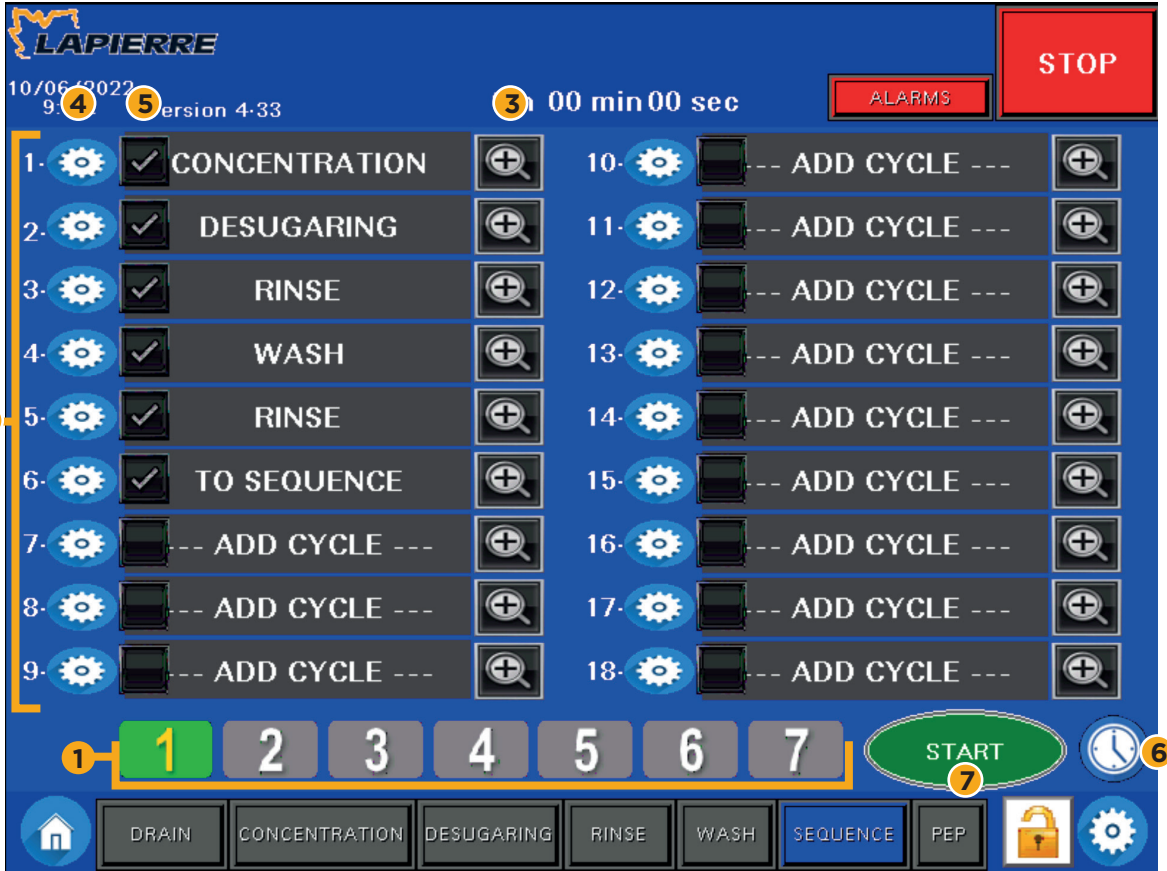 LAPIERRE
STOP
10/06/2022
4
5
ersion 4.33
3
00 min 00 sec
ALARMS
1. CONCENTRATION
10. --- ADD CYCLE ---
2. DESUGARING
11. --- ADD CYCLE ---
3. RINSE
12. --- ADD CYCLE ---
4. WASH
13. --- ADD CYCLE ---
5. RINSE
14. --- ADD CYCLE ---
6. TO SEQUENCE
15. --- ADD CYCLE ---
7. --- ADD CYCLE ---
16. --- ADD CYCLE ---
8. --- ADD CYCLE ---
17. --- ADD CYCLE ---
9. --- ADD CYCLE ---
18. --- ADD CYCLE ---
1
1 2 3 4 5 6 7
START
7
6
DRAIN CONCENTRATION DESUGARING RINSE WASH SEQUENCE PEP